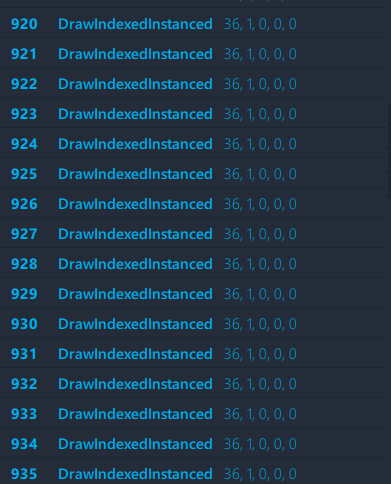 920 DrawIndexedInstanced 36, 1, 0, 0, 0
921 DrawIndexedInstanced 36, 1, 0, 0, 0
922 DrawIndexedInstanced 36, 1, 0, 0, 0
923 DrawIndexedInstanced 36, 1, 0, 0, 0
924 DrawIndexedInstanced 36, 1, 0, 0, 0
925 DrawIndexedInstanced 36, 1, 0, 0, 0
926 DrawIndexedInstanced 36, 1, 0, 0, 0
927 DrawIndexedInstanced 36, 1, 0, 0, 0
928 DrawIndexedInstanced 36, 1, 0, 0, 0
929 DrawIndexedInstanced 36, 1, 0, 0, 0
930 DrawIndexedInstanced 36, 1, 0, 0, 0
931 DrawIndexedInstanced 36, 1, 0, 0, 0
932 DrawIndexedInstanced 36, 1, 0, 0, 0
933 DrawIndexedInstanced 36, 1, 0, 0, 0
934 DrawIndexedInstanced 36, 1, 0, 0, 0
935 DrawIndexedInstanced 36, 1, 0, 0, 0